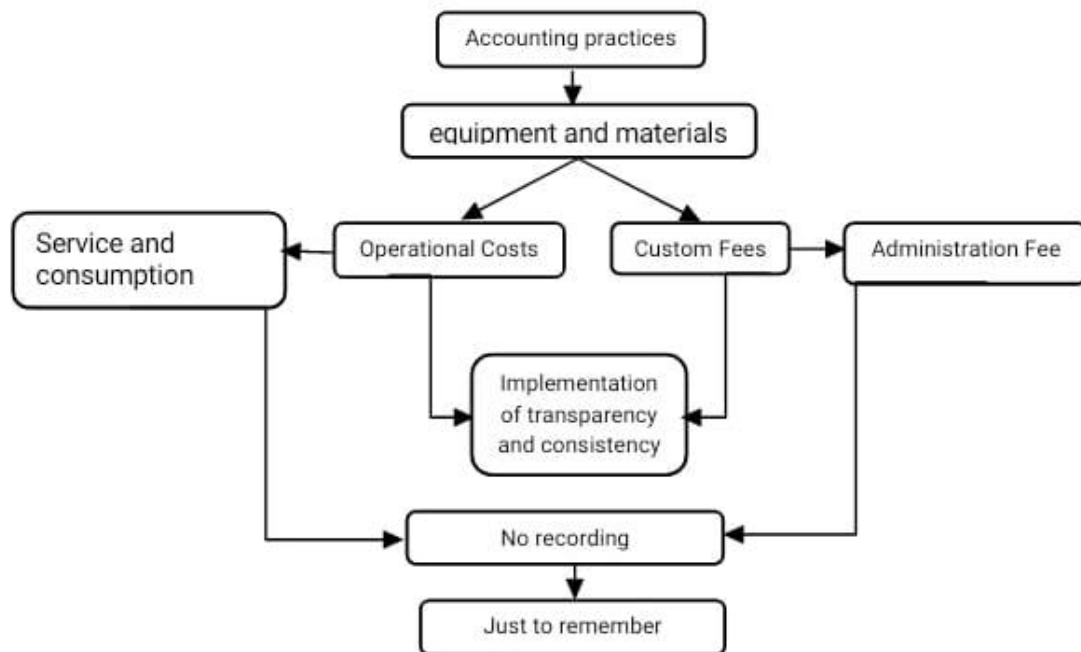 Accounting practices
equipment and materials
Service and
consumption
Operational Costs
Custom Fees
Administration Fee
Implementation
of transparency
and consistency
No recording
Just to remember